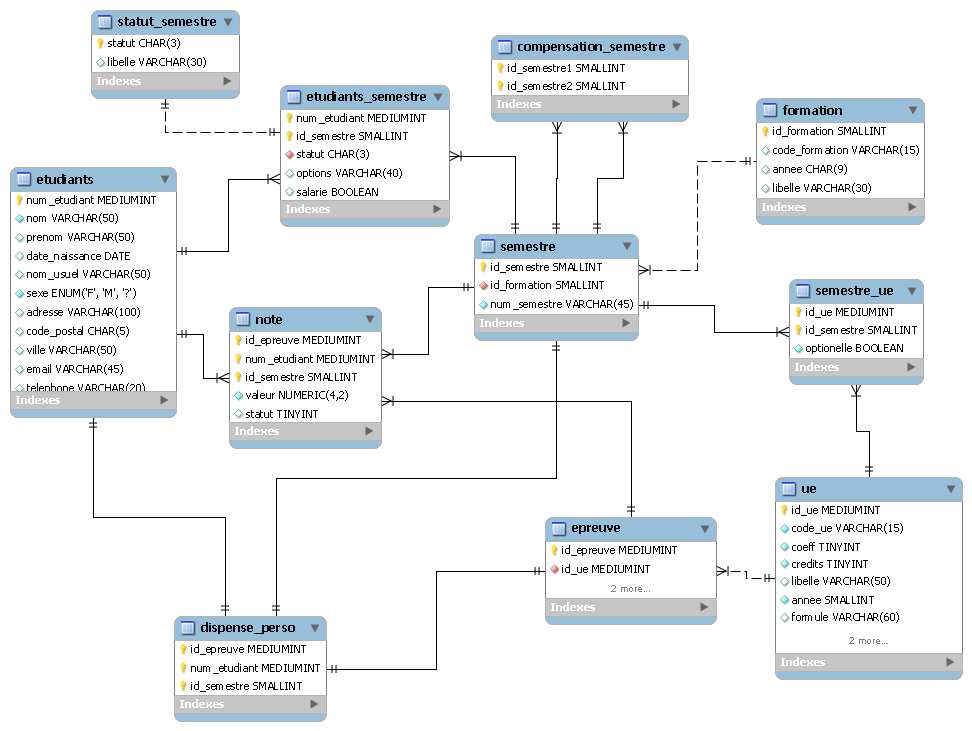 statut_semestre
statut CHAR(3)
libelle VARCHAR(30)
Indexes
compensation_semestre
id_semestre1 SMALLINT
id_semestre2 SMALLINT
Indexes
etudiants_semestre
num_etudiant MEDIUMINT
id_semestre SMALLINT
statut CHAR(3)
options VARCHAR(40)
salarie BOOLEAN
Indexes
formation
id_formation SMALLINT
code_formation VARCHAR(15)
annee CHAR(9)
libelle VARCHAR(30)
Indexes
etudiants
num_etudiant MEDIUMINT
nom VARCHAR(50)
prenom VARCHAR(50)
date_naissance DATE
nom_usuel VARCHAR(50)
sexe ENUM('F', 'M', '?')
adresse VARCHAR(100)
code_postal CHAR(5)
ville VARCHAR(50)
email VARCHAR(45)
telephone VARCHAR(20)
Indexes
semestre
id_semestre SMALLINT
id_formation SMALLINT
num_semestre VARCHAR(45)
Indexes
semestre_ue
id_ue MEDIUMINT
id_semestre SMALLINT
optionelle BOOLEAN
Indexes
note
id_epreuve MEDIUMINT
num_etudiant MEDIUMINT
id_semestre SMALLINT
valeur NUMERIC(4,2)
statut TINYINT
Indexes
ue
id_ue MEDIUMINT
code_ue VARCHAR(15)
coeff TINYINT
credits TINYINT
libelle VARCHAR(50)
annee SMALLINT
formule VARCHAR(60)
2 more...
Indexes
epreuve
id_epreuve MEDIUMINT
id_ue MEDIUMINT
2 more...
Indexes
dispense_perso
id_epreuve MEDIUMINT
num_etudiant MEDIUMINT
id_semestre SMALLINT
Indexes